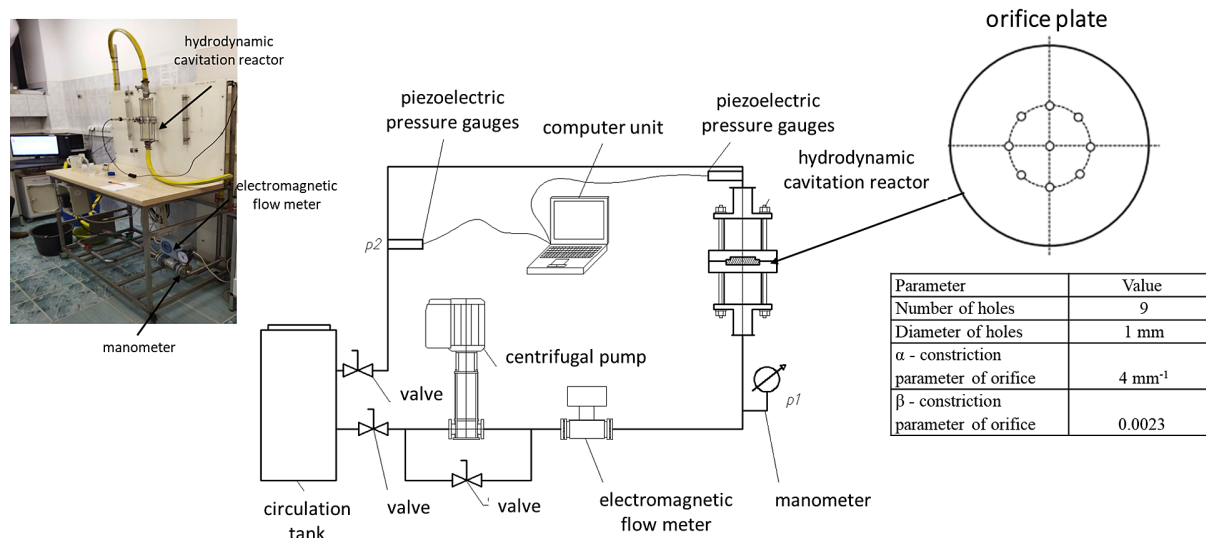 orifice plate
hydrodynamic
cavitation reactor
electromagnetic
flow meter
manometer
piezoelectric
pressure gauges
computer unit
piezoelectric
pressure gauges
hydrodynamic
cavitation reactor
p2
centrifugal pump
valve
p1
valve
valve
circulation
tank
electromagnetic
flow meter
manometer
Parameter Value
Number of holes 9
Diameter of holes 1 mm
α - constriction
parameter of orifice 4 mm⁻¹
β - constriction
parameter of orifice 0.0023